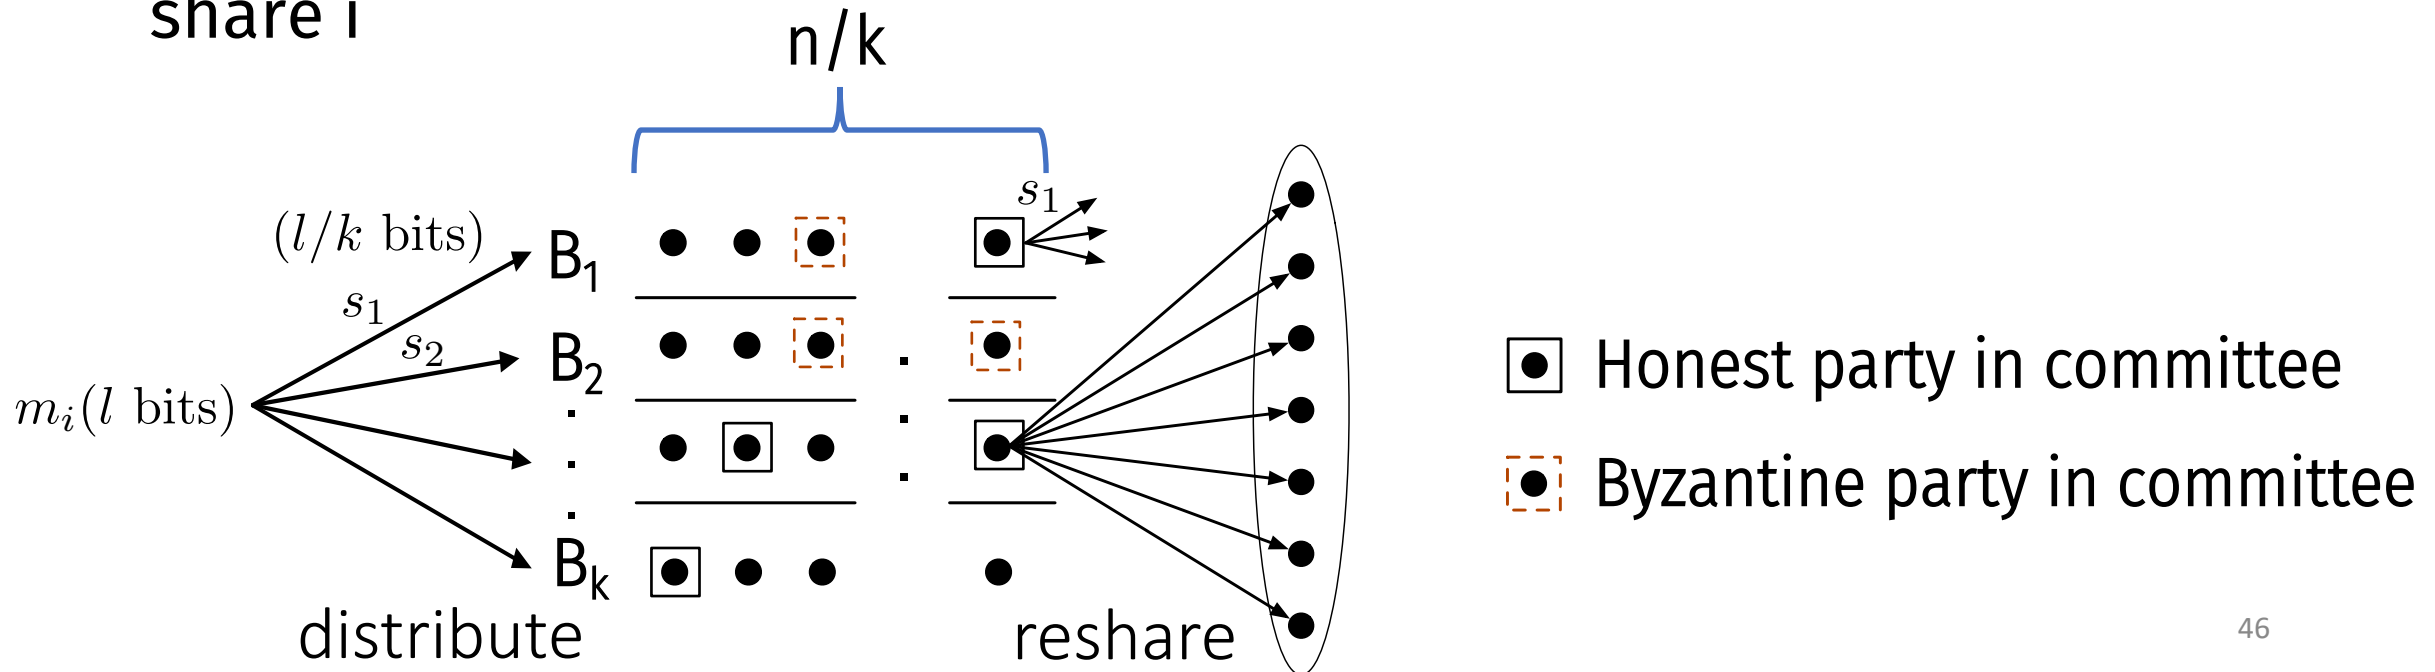 share i
n/k
s₁
(l/k bits)
B₁
s₁
s₂
B₂
mᵢ(l bits)
Honest party in committee
Byzantine party in committee
Bₖ
distribute
reshare
46